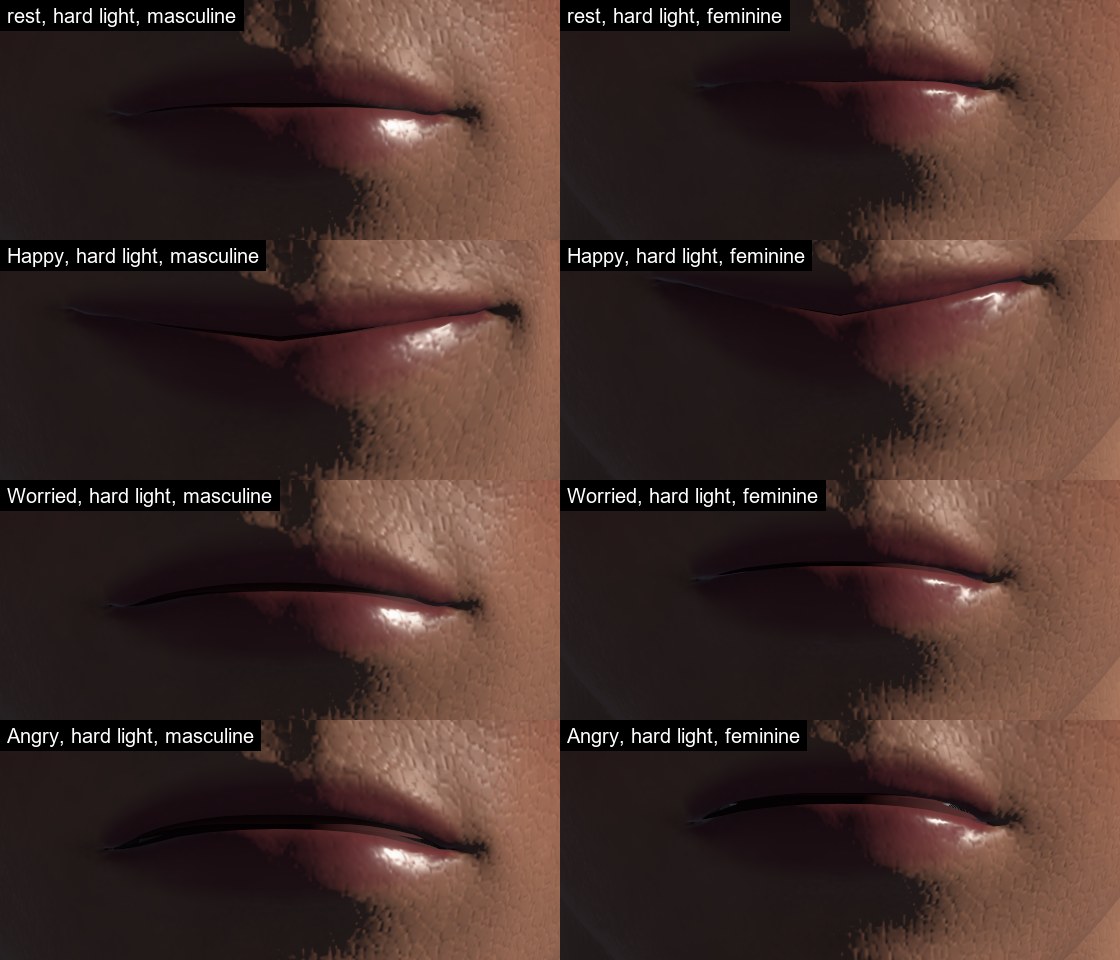 rest, hard light, masculine
rest, hard light, feminine
Happy, hard light, masculine
Happy, hard light, feminine
Worried, hard light, masculine
Worried, hard light, feminine
Angry, hard light, masculine
Angry, hard light, feminine